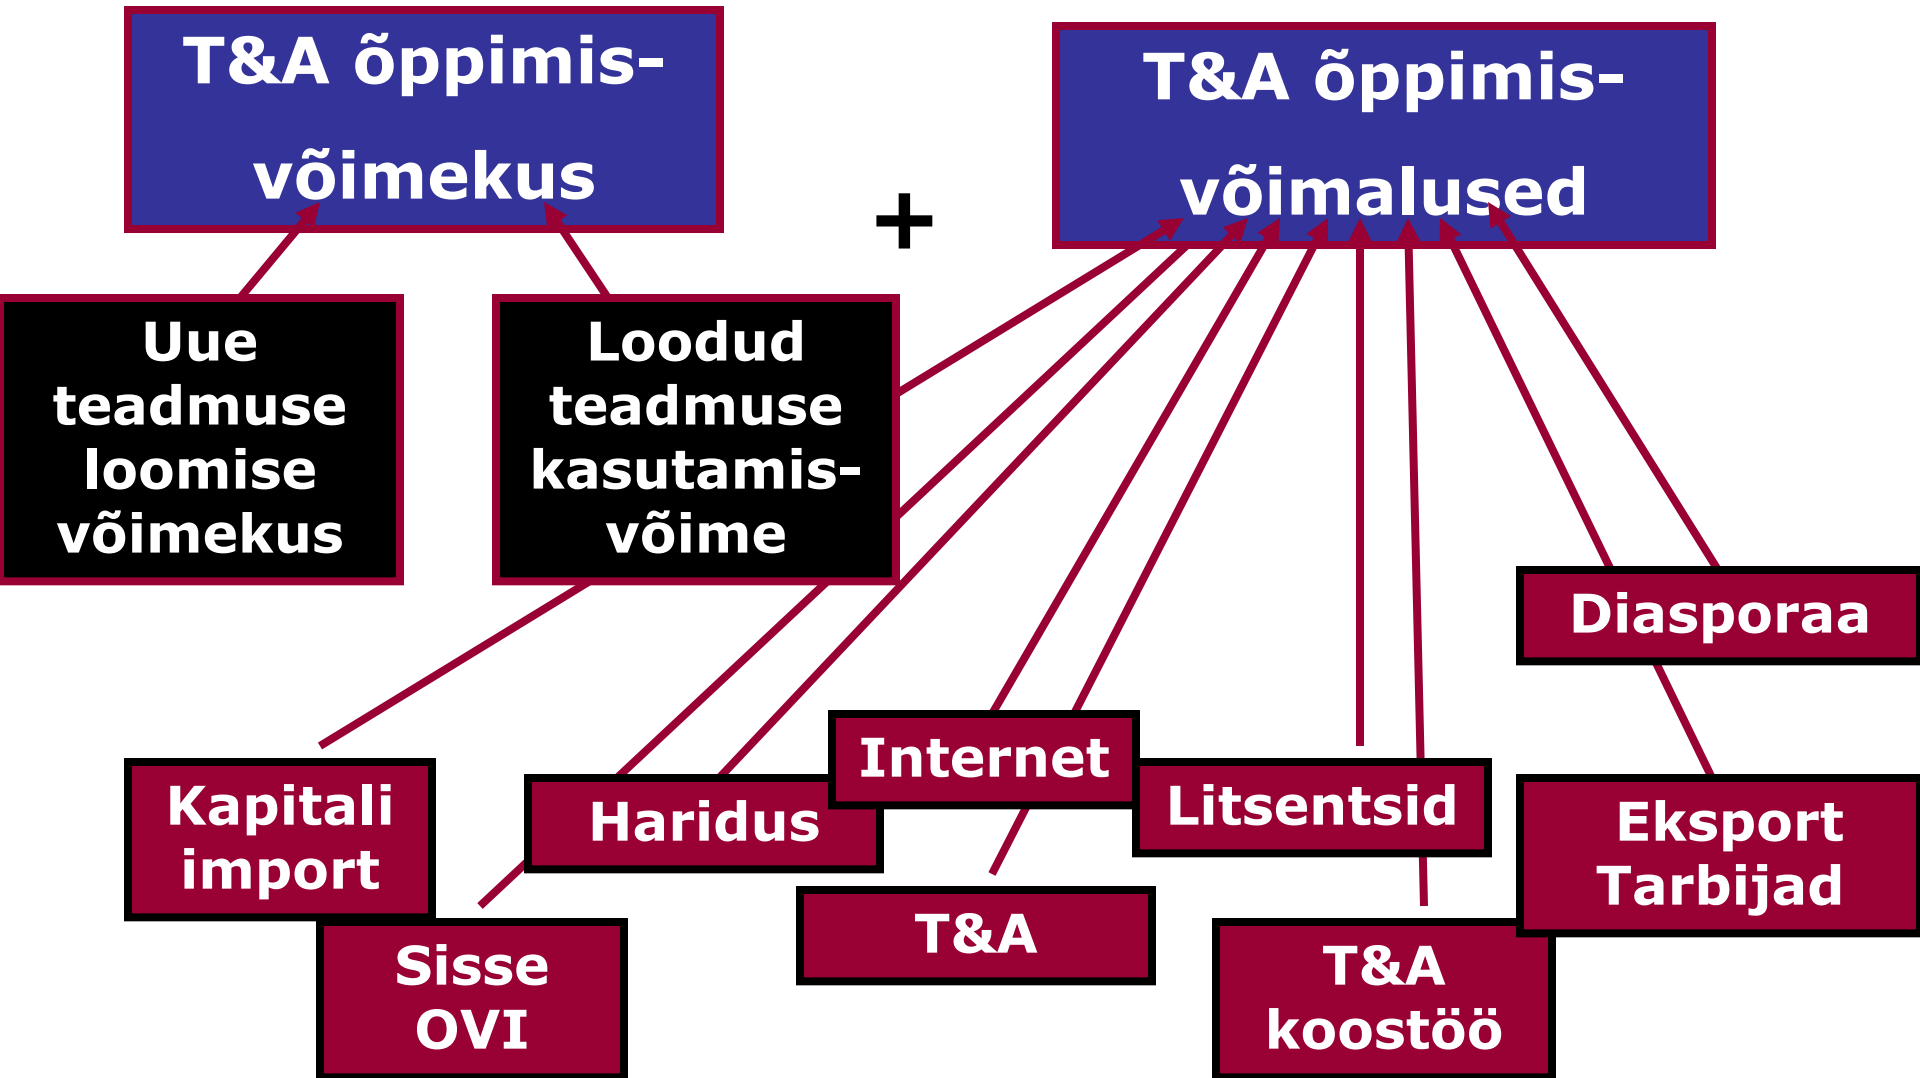 T&A õppimis-
võimekus
+
T&A õppimis-
võimalused
Uue
teadmuse
loomise
võimekus
Loodud
teadmuse
kasutamis-
võime
Diasporaa
Internet
Kapitali
import
Haridus
Litsentsid
Eksport
Tarbijad
Sisse
OVI
T&A
T&A
koostöö